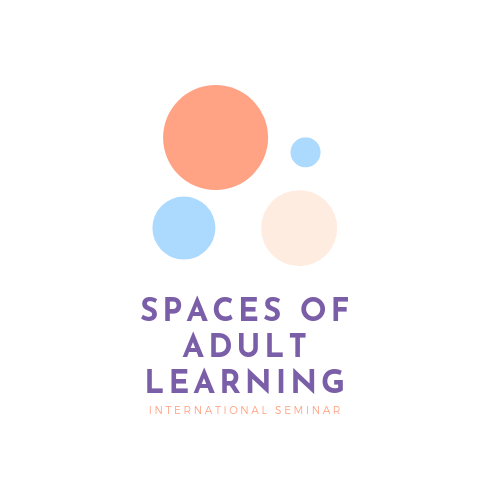 SPACES OF
ADULT
LEARNING
INTERNATIONAL SEMINAR